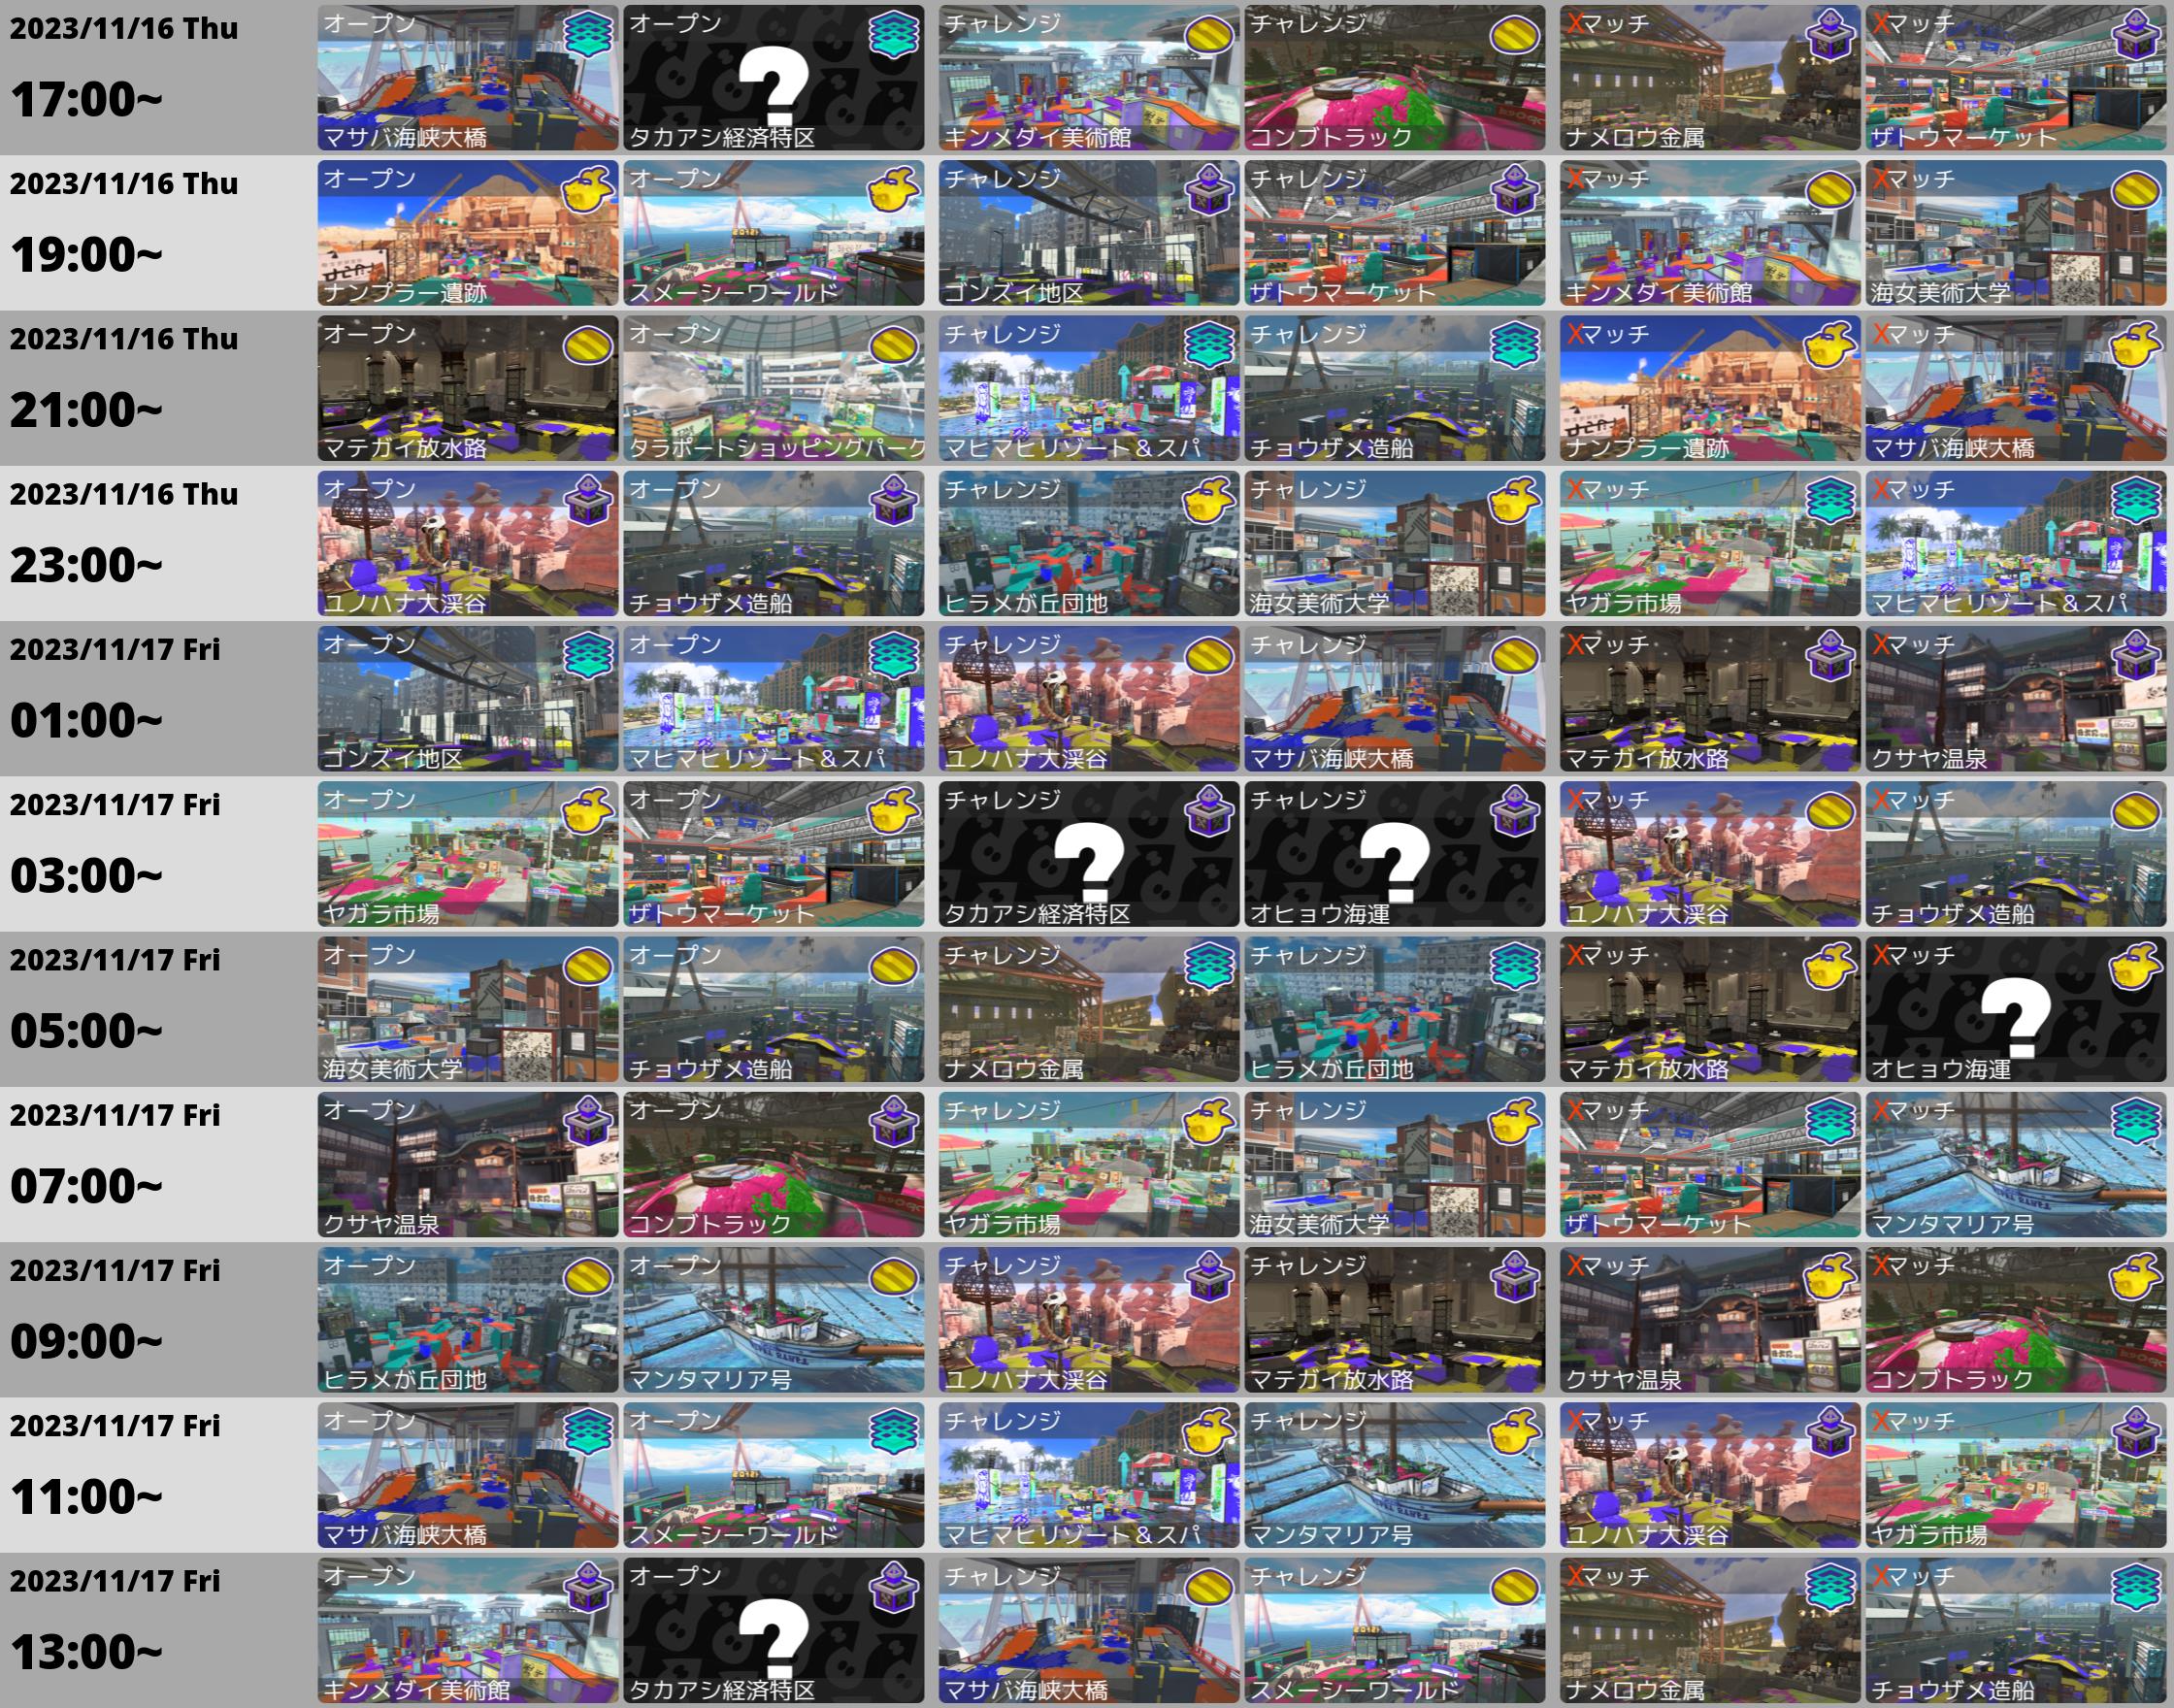 2023/11/16 Thu
17:00~
オープン
マサバ海峡大橋
オープン
?
タカアシ経済特区
チャレンジ
キンメダイ美術館
チャレンジ
コンブトラック
Xマッチ
ナメロウ金属
Xマッチ
ザトウマーケット
2023/11/16 Thu
19:00~
オープン
ナンプラー遺跡
オープン
スメーシーワールド
チャレンジ
ゴンズイ地区
チャレンジ
ザトウマーケット
Xマッチ
キンメダイ美術館
Xマッチ
海女美術大学
2023/11/16 Thu
21:00~
オープン
マテガイ放水路
オープン
タラポートショッピングパーク
チャレンジ
マヒマヒリゾート＆スパ
チャレンジ
チョウザメ造船
Xマッチ
ナンプラー遺跡
Xマッチ
マサバ海峡大橋
2023/11/16 Thu
23:00~
オープン
ユノハナ大渓谷
オープン
チョウザメ造船
チャレンジ
ヒラメが丘団地
チャレンジ
海女美術大学
Xマッチ
ヤガラ市場
Xマッチ
マヒマヒリゾート＆スパ
2023/11/17 Fri
01:00~
オープン
ゴンズイ地区
オープン
マヒマヒリゾート＆スパ
チャレンジ
ユノハナ大渓谷
チャレンジ
マサバ海峡大橋
Xマッチ
マテガイ放水路
Xマッチ
クサヤ温泉
2023/11/17 Fri
03:00~
オープン
ヤガラ市場
オープン
ザトウマーケット
チャレンジ
?
タカアシ経済特区
チャレンジ
?
オヒョウ海運
Xマッチ
ユノハナ大渓谷
Xマッチ
チョウザメ造船
2023/11/17 Fri
05:00~
オープン
海女美術大学
オープン
チョウザメ造船
チャレンジ
ナメロウ金属
チャレンジ
ヒラメが丘団地
Xマッチ
マテガイ放水路
Xマッチ
?
オヒョウ海運
2023/11/17 Fri
07:00~
オープン
クサヤ温泉
オープン
コンブトラック
チャレンジ
ヤガラ市場
チャレンジ
海女美術大学
Xマッチ
ザトウマーケット
Xマッチ
マンタマリア号
2023/11/17 Fri
09:00~
オープン
ヒラメが丘団地
オープン
マンタマリア号
チャレンジ
ユノハナ大渓谷
チャレンジ
マテガイ放水路
Xマッチ
クサヤ温泉
Xマッチ
コンブトラック
2023/11/17 Fri
11:00~
オープン
マサバ海峡大橋
オープン
スメーシーワールド
チャレンジ
マヒマヒリゾート＆スパ
チャレンジ
マンタマリア号
Xマッチ
ユノハナ大渓谷
Xマッチ
ヤガラ市場
2023/11/17 Fri
13:00~
オープン
キンメダイ美術館
オープン
?
タカアシ経済特区
チャレンジ
マサバ海峡大橋
チャレンジ
スメーシーワールド
Xマッチ
ナメロウ金属
Xマッチ
チョウザメ造船